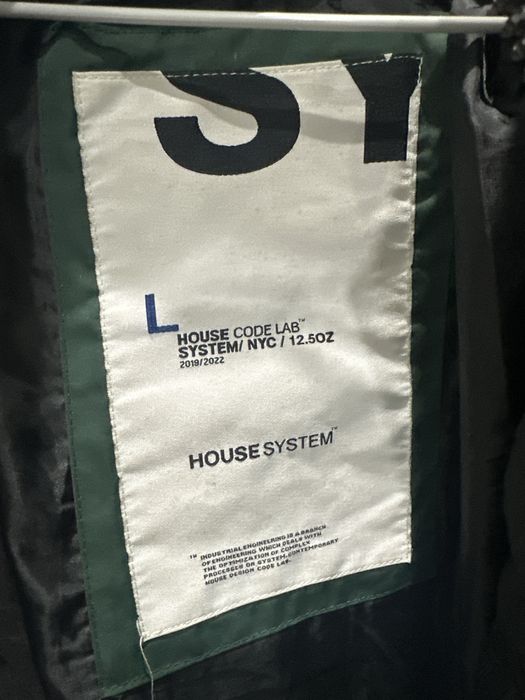 SY
L
HOUSE CODE LAB™
SYSTEM/ NYC / 12.5OZ
2019/2022
HOUSE SYSTEM™
™ INDUSTRIAL ENGINEERING IS A BRANCH
OF ENGINEERING WHICH DEALS WITH
THE OPTIMIZATION OF COMPLEX
PROCESSES OR SYSTEM. CONTEMPORARY
HOUSE DESIGN CODE LAB-